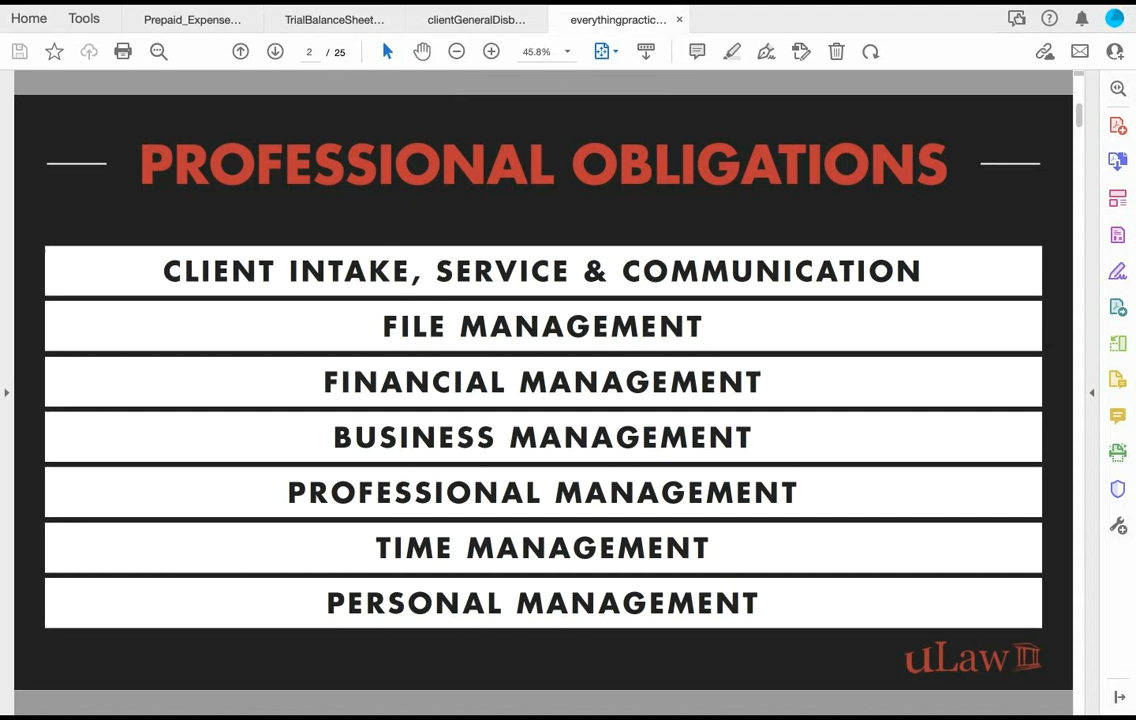 Home
Tools
Prepaid_Expense...
TrialBalanceSheet...
clientGeneralDisb...
everythingpractic... ×
2 / 25
45.8%
PROFESSIONAL OBLIGATIONS
CLIENT INTAKE, SERVICE & COMMUNICATION
FILE MANAGEMENT
FINANCIAL MANAGEMENT
BUSINESS MANAGEMENT
PROFESSIONAL MANAGEMENT
TIME MANAGEMENT
PERSONAL MANAGEMENT
uLaw